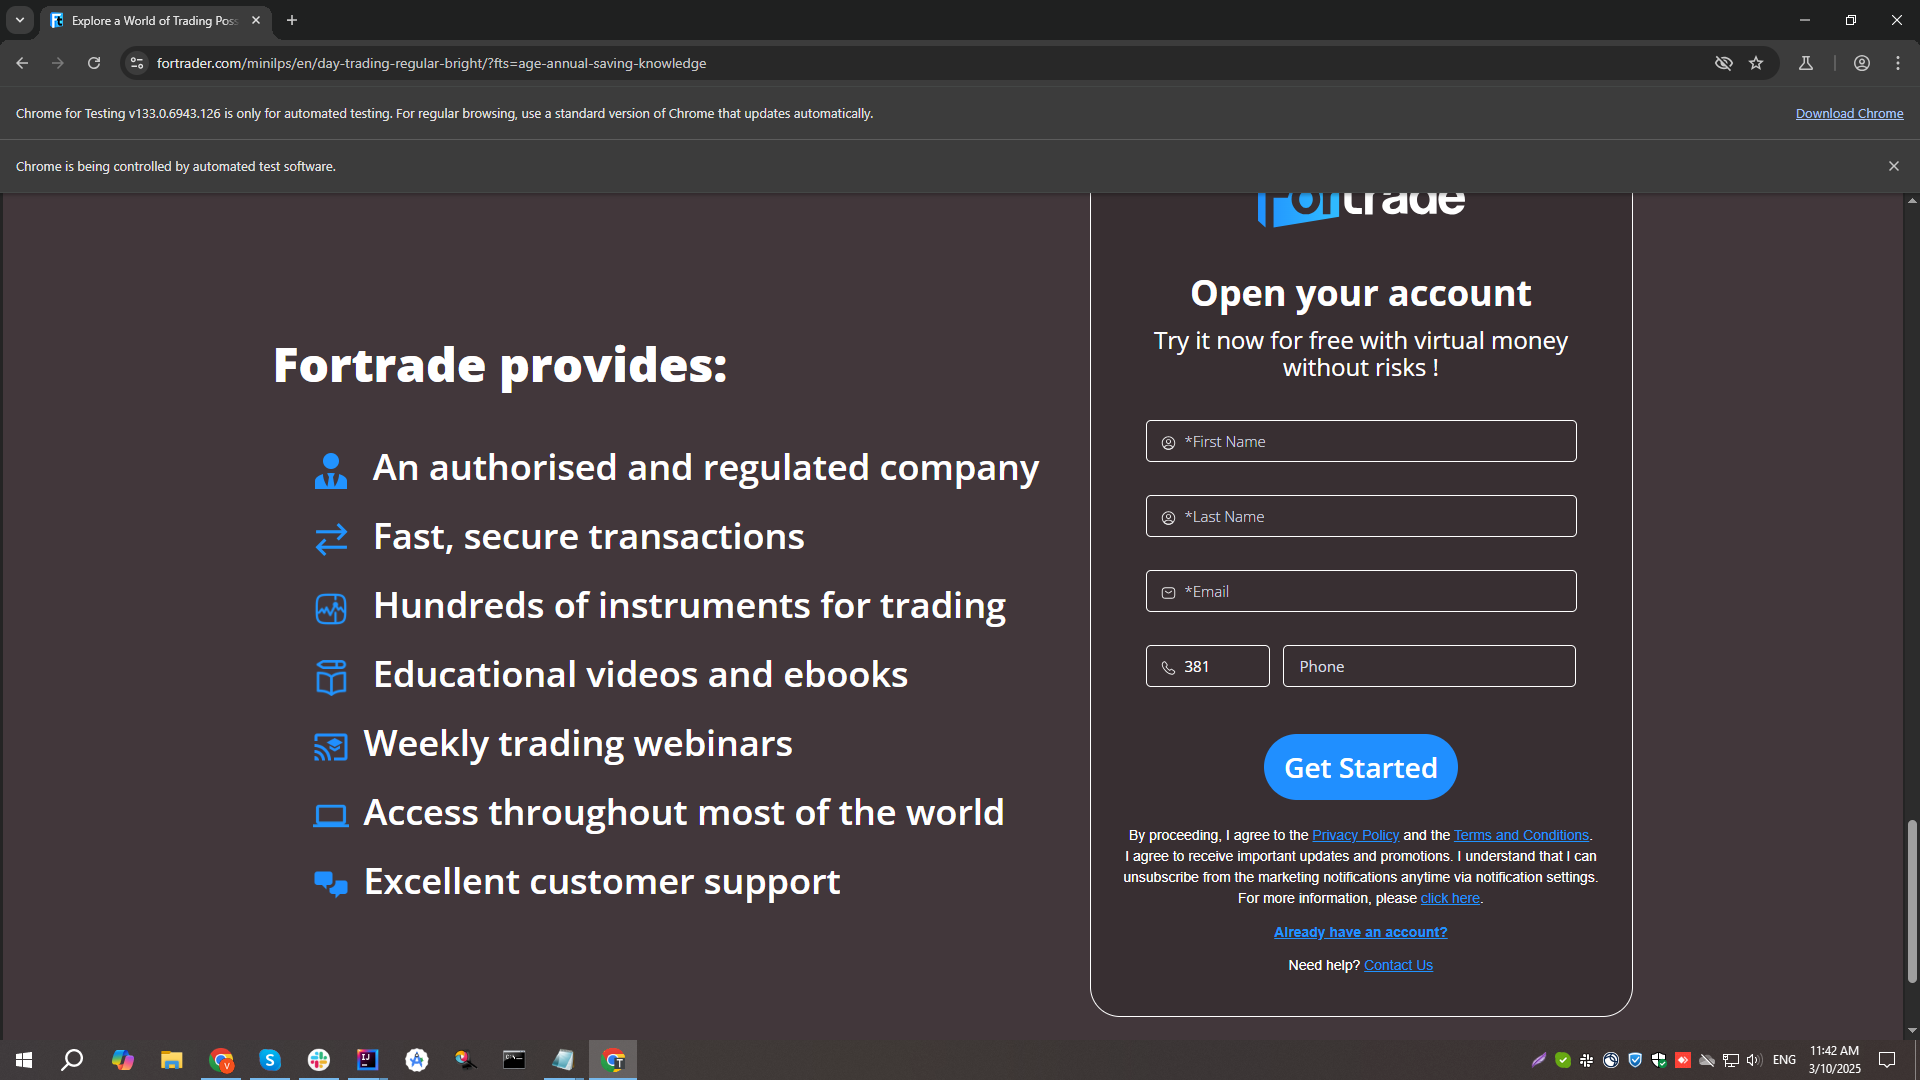 Explore a World of Trading Pos
fortrader.com/minilps/en/day-trading-regular-bright/?fts=age-annual-saving-knowledge
Chrome for Testing v133.0.6943.126 is only for automated testing. For regular browsing, use a standard version of Chrome that updates automatically.
Download Chrome
Chrome is being controlled by automated test software.
Fortrade provides:
An authorised and regulated company
Fast, secure transactions
Hundreds of instruments for trading
Educational videos and ebooks
Weekly trading webinars
Access throughout most of the world
Excellent customer support
Fortrade
Open your account
Try it now for free with virtual money
without risks !
*First Name
*Last Name
*Email
381
Phone
Get Started
By proceeding, I agree to the Privacy Policy and the Terms and Conditions.
I agree to receive important updates and promotions. I understand that I can
unsubscribe from the marketing notifications anytime via notification settings.
For more information, please click here.
Already have an account?
Need help? Contact Us
ENG
11:42 AM
3/10/2025